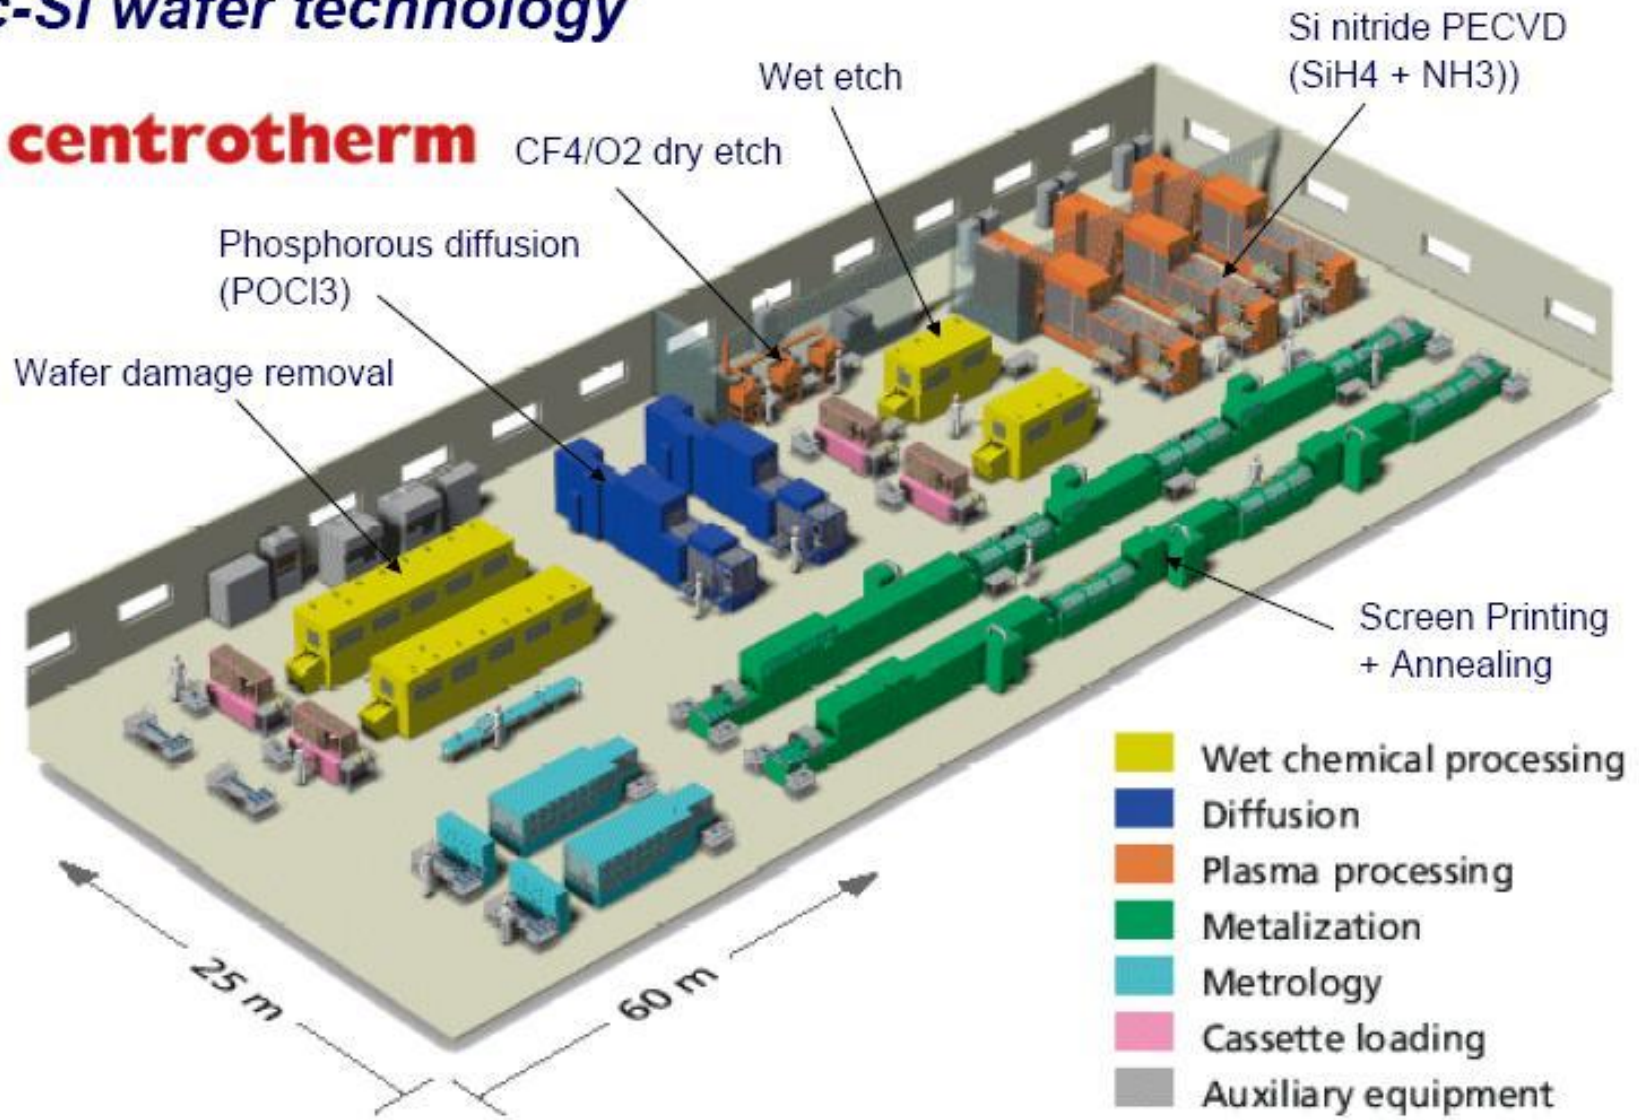 c-Si wafer technology
centrotherm
Si nitride PECVD
(SiH4 + NH3))
Wet etch
CF4/O2 dry etch
Phosphorous diffusion
(POCl3)
Wafer damage removal
Screen Printing
+ Annealing
25 m
60 m
Wet chemical processing
Diffusion
Plasma processing
Metalization
Metrology
Cassette loading
Auxiliary equipment